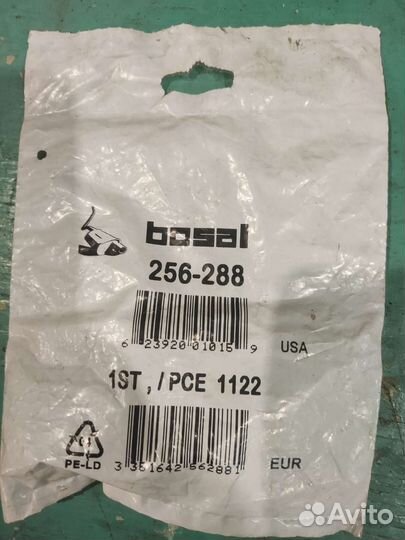 bosal
256-288
6 23920 01015 9 USA
1ST , / PCE 1122
PE-LD
3 351642 562881 EUR
Avito